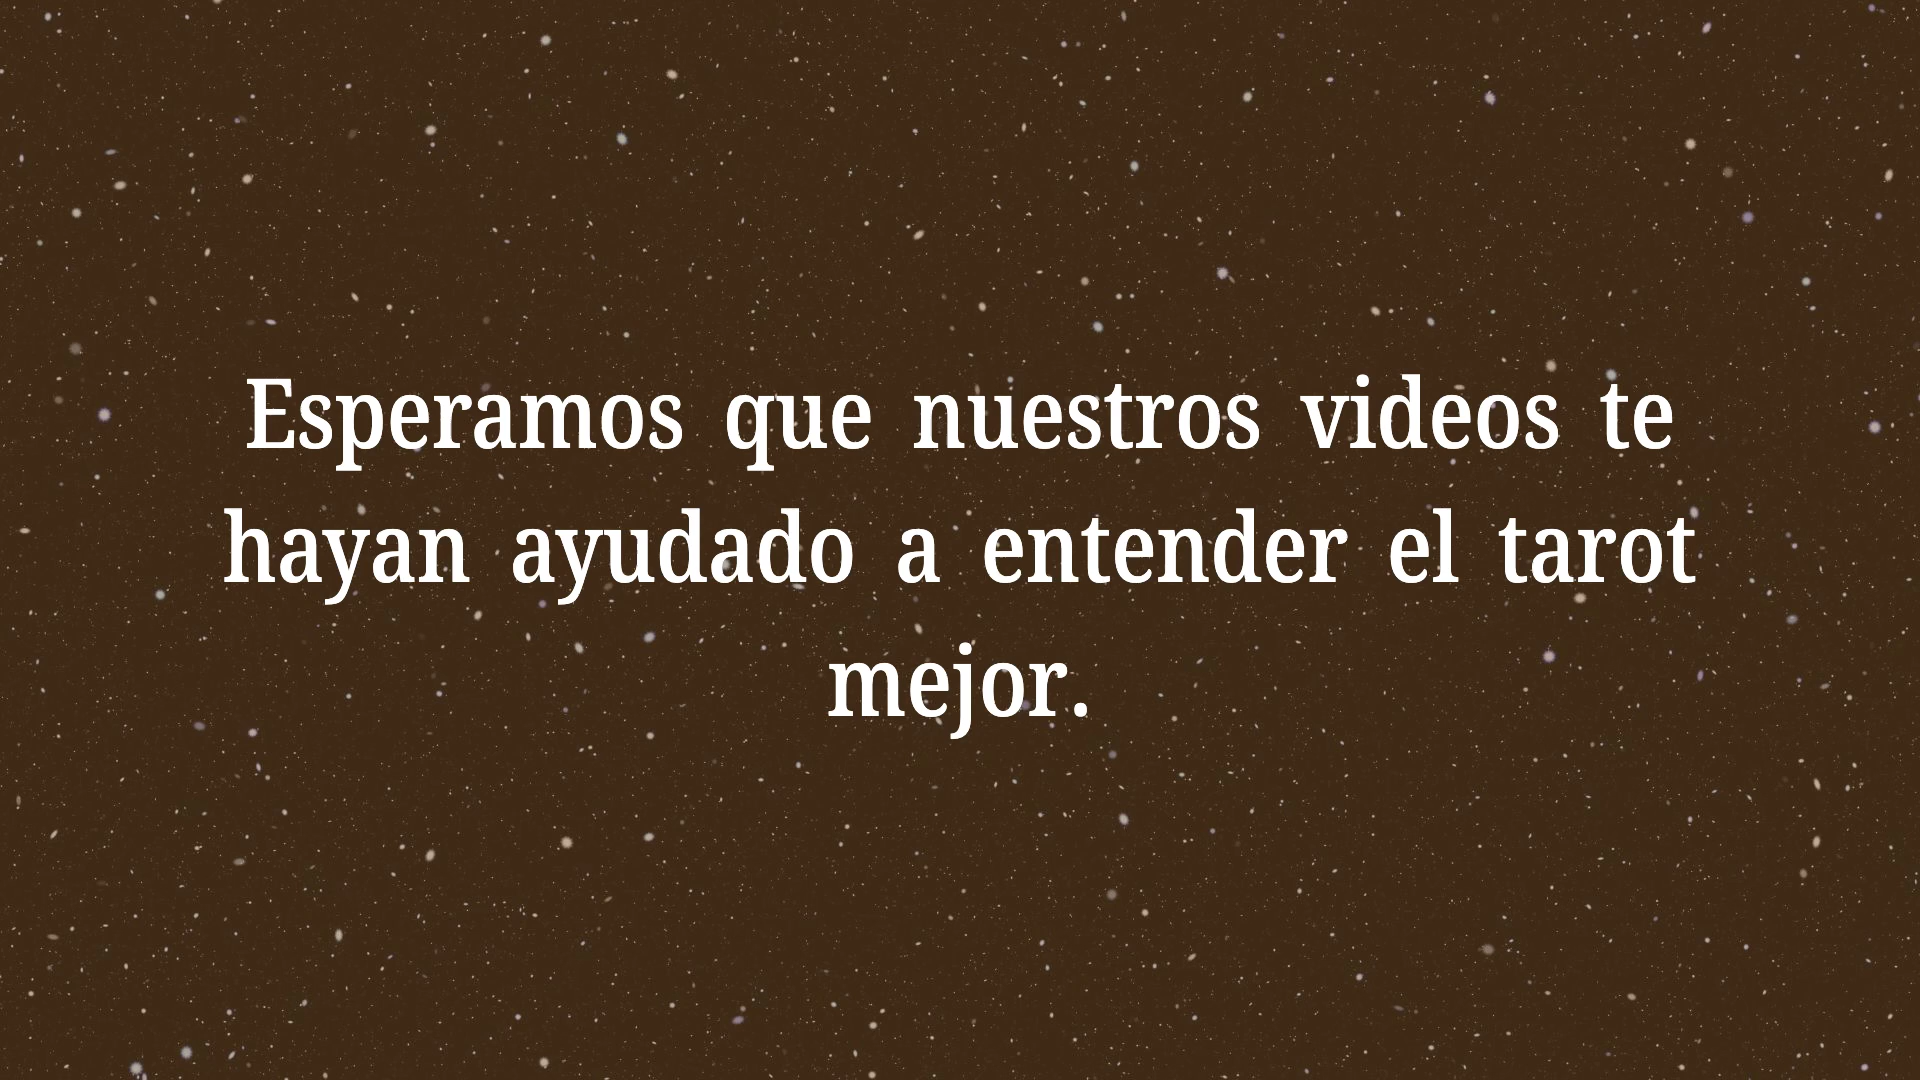 Esperamos que nuestros videos te
hayan ayudado a entender el tarot
mejor.